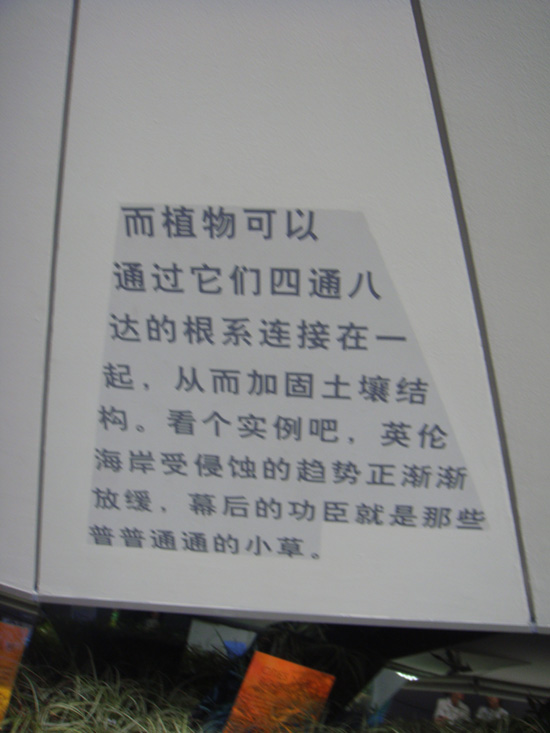 而植物可以
通过它们四通八
达的根系连接在一
起，从而加固土壤结
构。看个实例吧，英伦
海岸受侵蚀的趋势正渐渐
放缓，幕后的功臣就是那些
普普通通的小草。